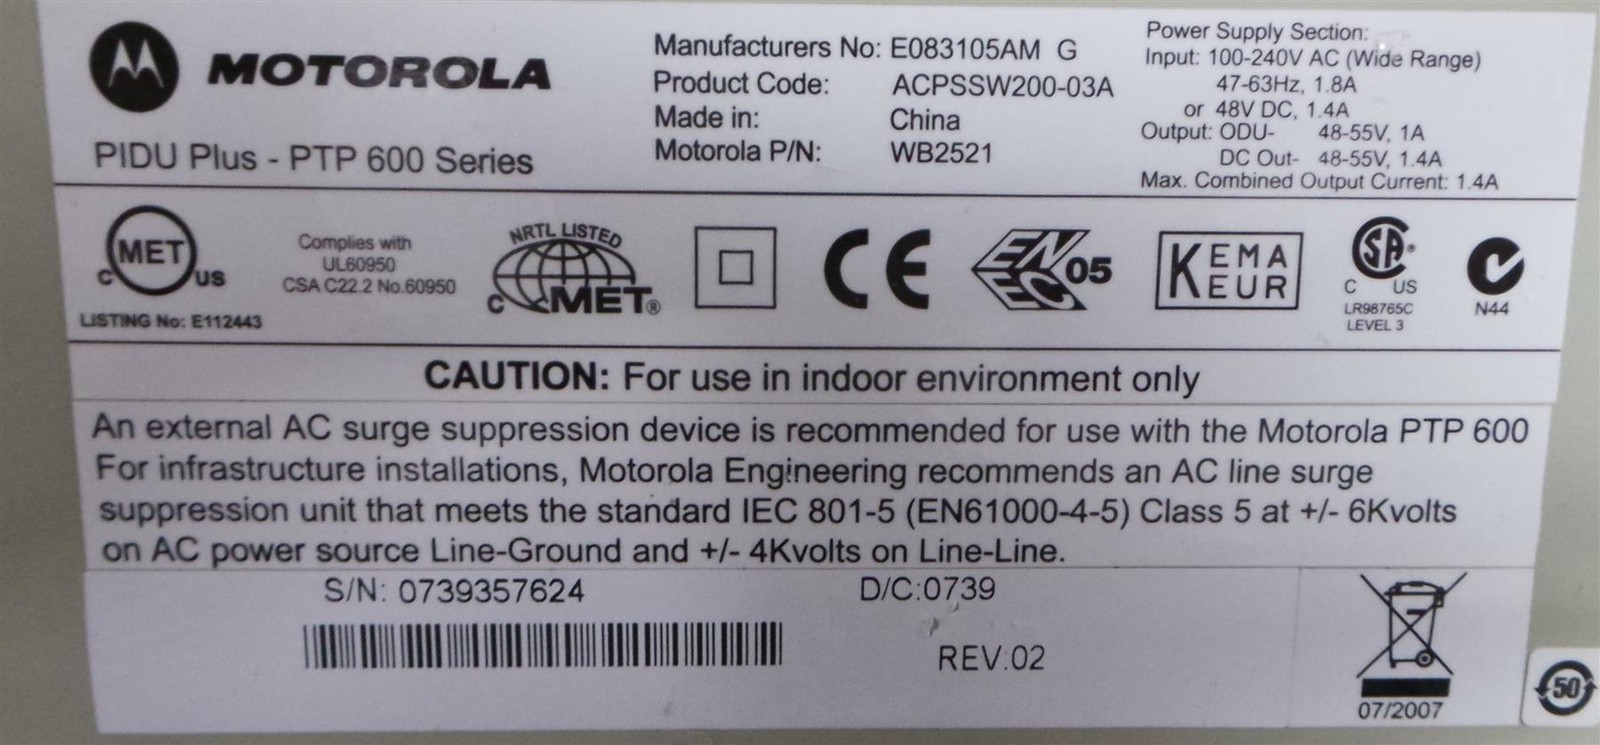 MOTOROLA
PIDU Plus - PTP 600 Series
Manufacturers No: E083105AM G
Product Code: ACPSSW200-03A
Made in: China
Motorola P/N: WB2521
Power Supply Section:
Input: 100-240V AC (Wide Range)
47-63Hz, 1.8A
or 48V DC, 1.4A
Output: ODU- 48-55V, 1A
DC Out- 48-55V, 1.4A
Max. Combined Output Current: 1.4A
MET
C US
LISTING No: E112443
Complies with
UL60950
CSA C22.2 No.60950
NRTL LISTED
C MET®
CE
ENEC 05
KEMA
KEUR
SA®
C US
LR98765C
LEVEL 3
N44
CAUTION: For use in indoor environment only
An external AC surge suppression device is recommended for use with the Motorola PTP 600
For infrastructure installations, Motorola Engineering recommends an AC line surge
suppression unit that meets the standard IEC 801-5 (EN61000-4-5) Class 5 at +/- 6Kvolts
on AC power source Line-Ground and +/- 4Kvolts on Line-Line.
S/N: 0739357624
D/C:0739
REV:02
07/2007
50